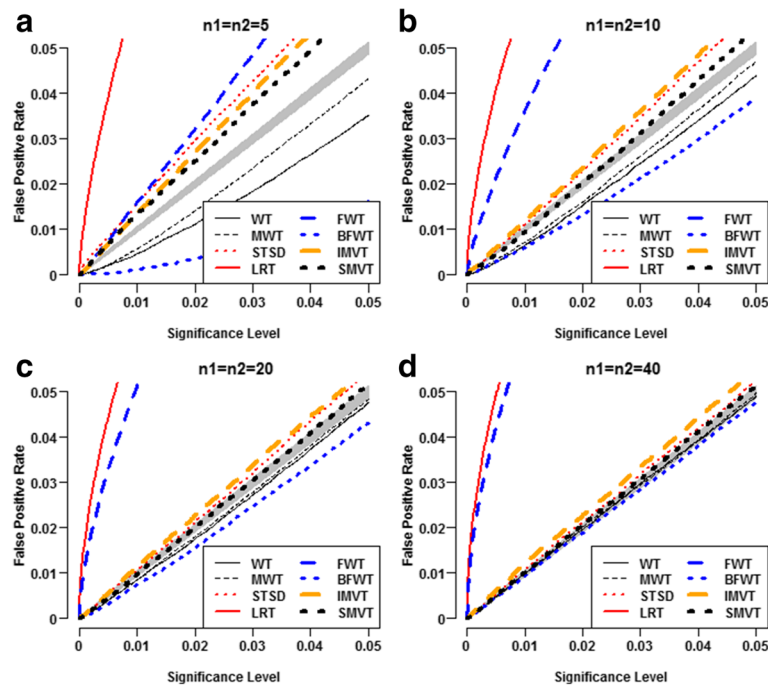 a
n1=n2=5
False Positive Rate
0.05
0.04
0.03
0.02
0.01
0
0 0.01 0.02 0.03 0.04 0.05
Significance Level
WT FWT
MWT BFWT
STSD IMVT
LRT SMVT
b
n1=n2=10
False Positive Rate
0.05
0.04
0.03
0.02
0.01
0
0 0.01 0.02 0.03 0.04 0.05
Significance Level
WT FWT
MWT BFWT
STSD IMVT
LRT SMVT
c
n1=n2=20
False Positive Rate
0.05
0.04
0.03
0.02
0.01
0
0 0.01 0.02 0.03 0.04 0.05
Significance Level
WT FWT
MWT BFWT
STSD IMVT
LRT SMVT
d
n1=n2=40
False Positive Rate
0.05
0.04
0.03
0.02
0.01
0
0 0.01 0.02 0.03 0.04 0.05
Significance Level
WT FWT
MWT BFWT
STSD IMVT
LRT SMVT